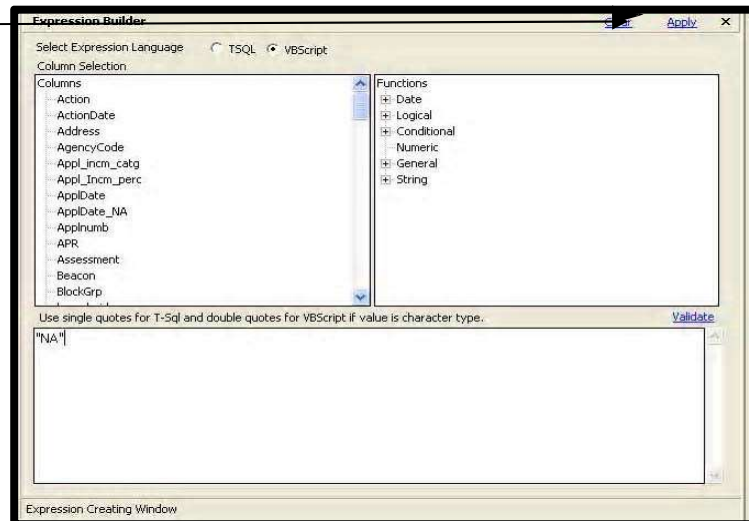 Expression Builder Clear Apply X
Select Expression Language TSQL VBScript
Column Selection
Columns
Action
ActionDate
Address
AgencyCode
Appl_incm_catg
Appl_Incm_perc
ApplDate
ApplDate_NA
Applnumb
APR
Assessment
Beacon
BlockGrp
Functions
Date
Logical
Conditional
Numeric
General
String
Use single quotes for T-Sql and double quotes for VBScript if value is character type. Validate
"NA"
Expression Creating Window